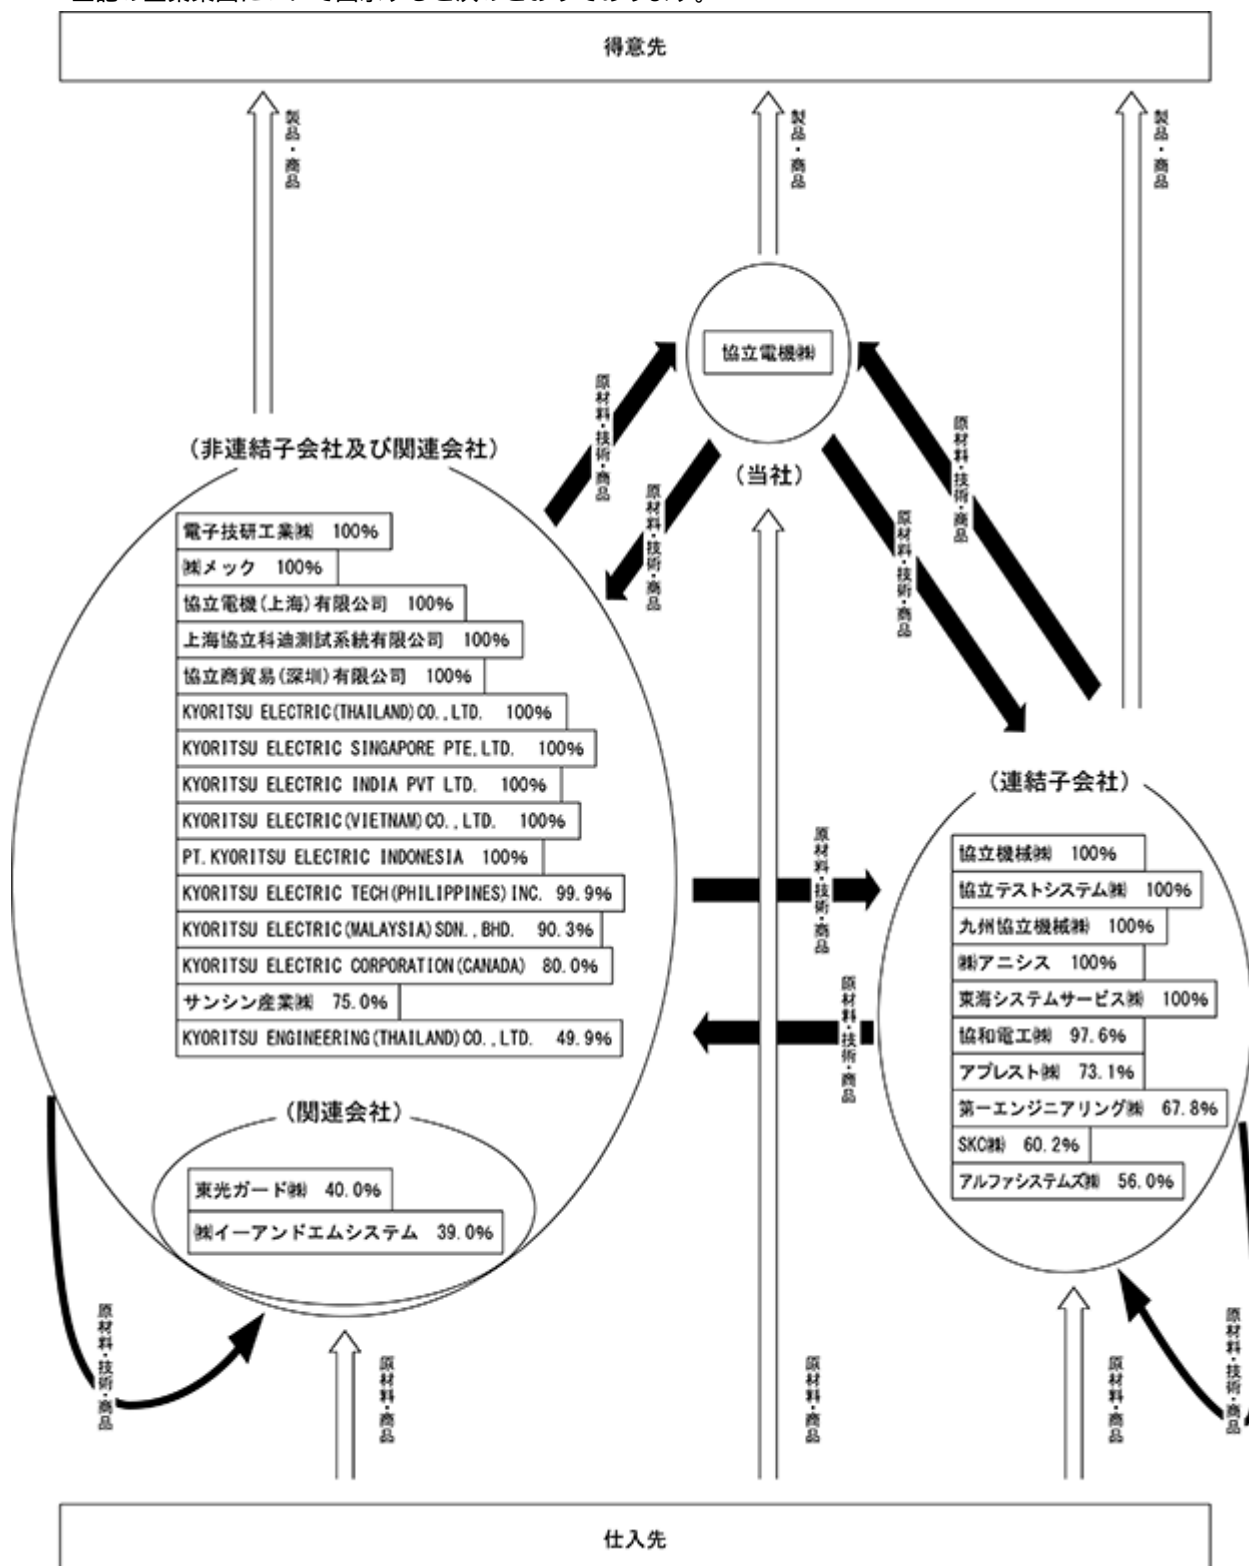 得意先
製品・商品
製品・商品
製品・商品
協立電機㈱
(当社)
原材料・技術・商品
原材料・技術・商品
原材料・技術・商品
原材料・技術・商品
(非連結子会社及び関連会社)
電子技研工業㈱ 100%
㈱メック 100%
協立電機(上海)有限公司 100%
上海協立科迪測試系統有限公司 100%
協立商貿易(深圳)有限公司 100%
KYORITSU ELECTRIC(THAILAND)CO.,LTD. 100%
KYORITSU ELECTRIC SINGAPORE PTE,LTD. 100%
KYORITSU ELECTRIC INDIA PVT LTD. 100%
KYORITSU ELECTRIC(VIETNAM)CO.,LTD. 100%
PT.KYORITSU ELECTRIC INDONESIA 100%
KYORITSU ELECTRIC TECH(PHILIPPINES)INC. 99.9%
KYORITSU ELECTRIC(MALAYSIA)SDN.,BHD. 90.3%
KYORITSU ELECTRIC CORPORATION(CANADA) 80.0%
サンシン産業㈱ 75.0%
KYORITSU ENGINEERING(THAILAND)CO.,LTD. 49.9%
(関連会社)
東光ガード㈱ 40.0%
㈱イーアンドエムシステム 39.0%
原材料・技術・商品
原材料・技術・商品
(連結子会社)
協立機械㈱ 100%
協立テストシステム㈱ 100%
九州協立機械㈱ 100%
㈱アニシス 100%
東海システムサービス㈱ 100%
協和電工㈱ 97.6%
アプレスト㈱ 73.1%
第一エンジニアリング㈱ 67.8%
SKC㈱ 60.2%
アルファシステムズ㈱ 56.0%
原材料・技術・商品
原材料・技術・商品
原材料・商品
原材料・商品
原材料・商品
仕入先